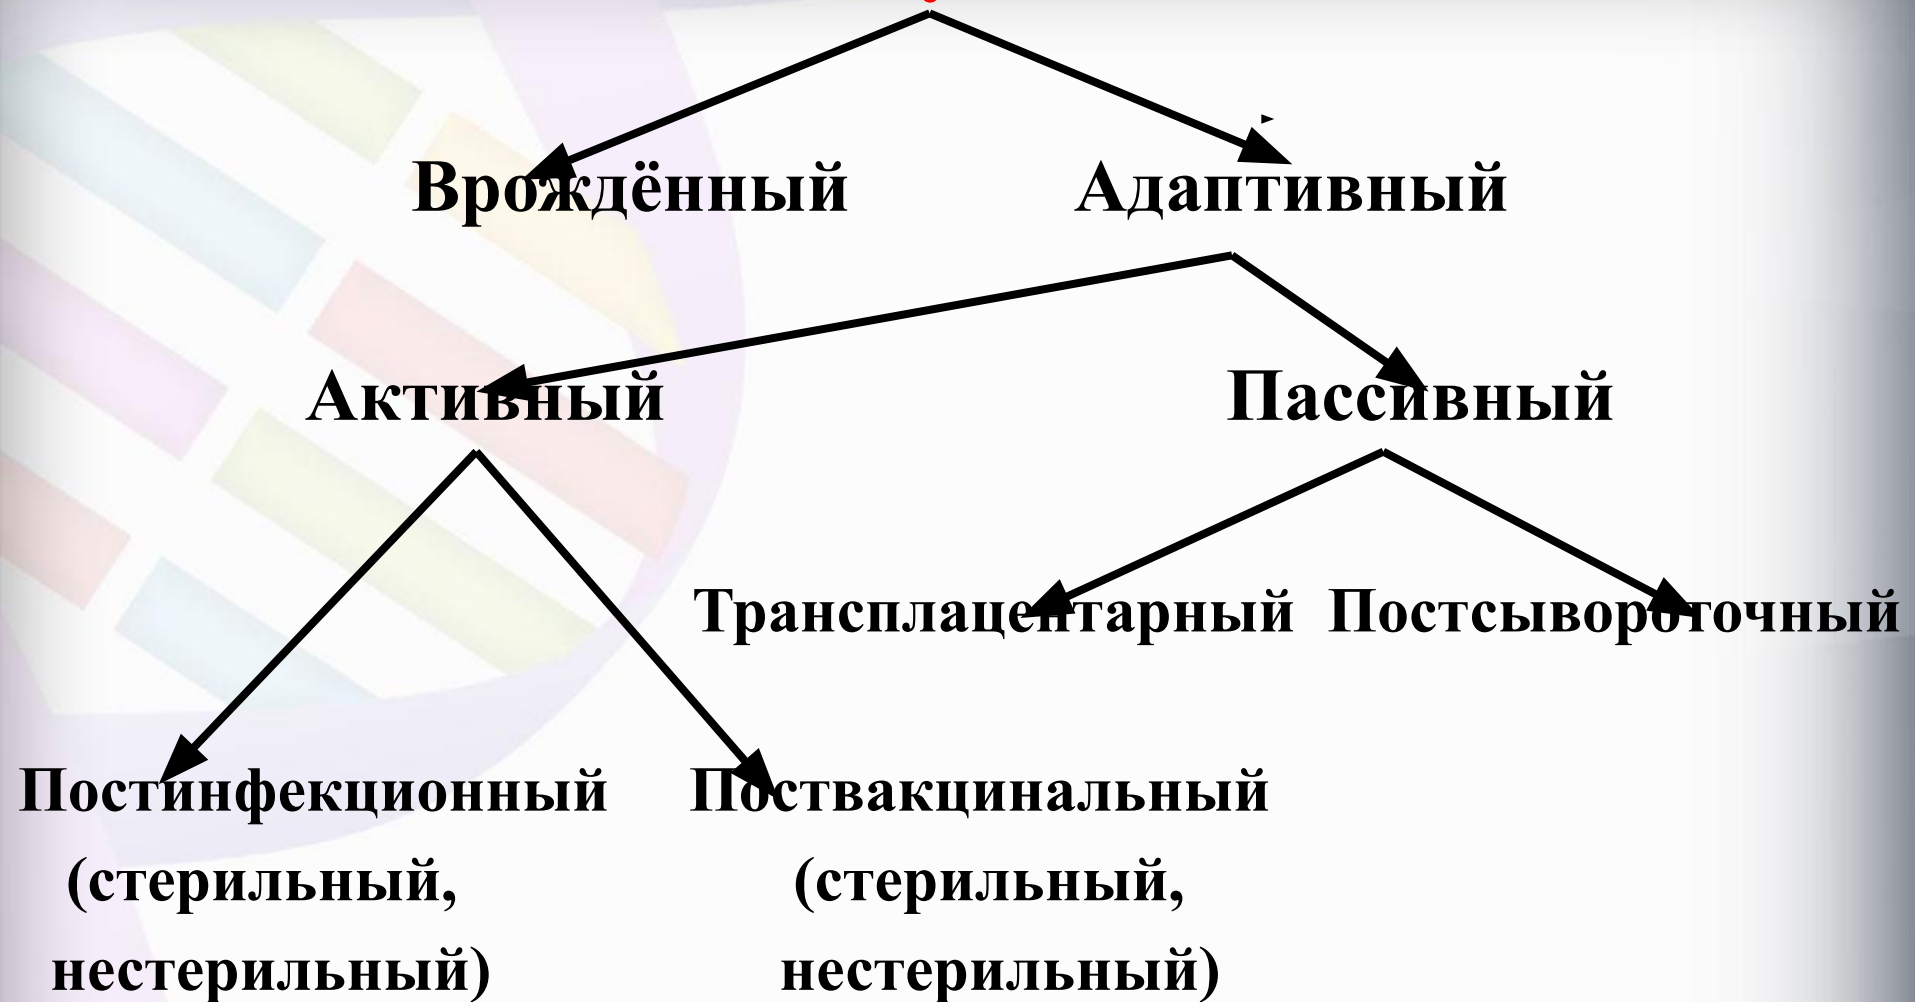 Врождённый Адаптивный
Активный Пассивный
Трансплацентарный Постсывороточный
Постинфекционный Поствакцинальный
(стерильный, (стерильный,
нестерильный) нестерильный)